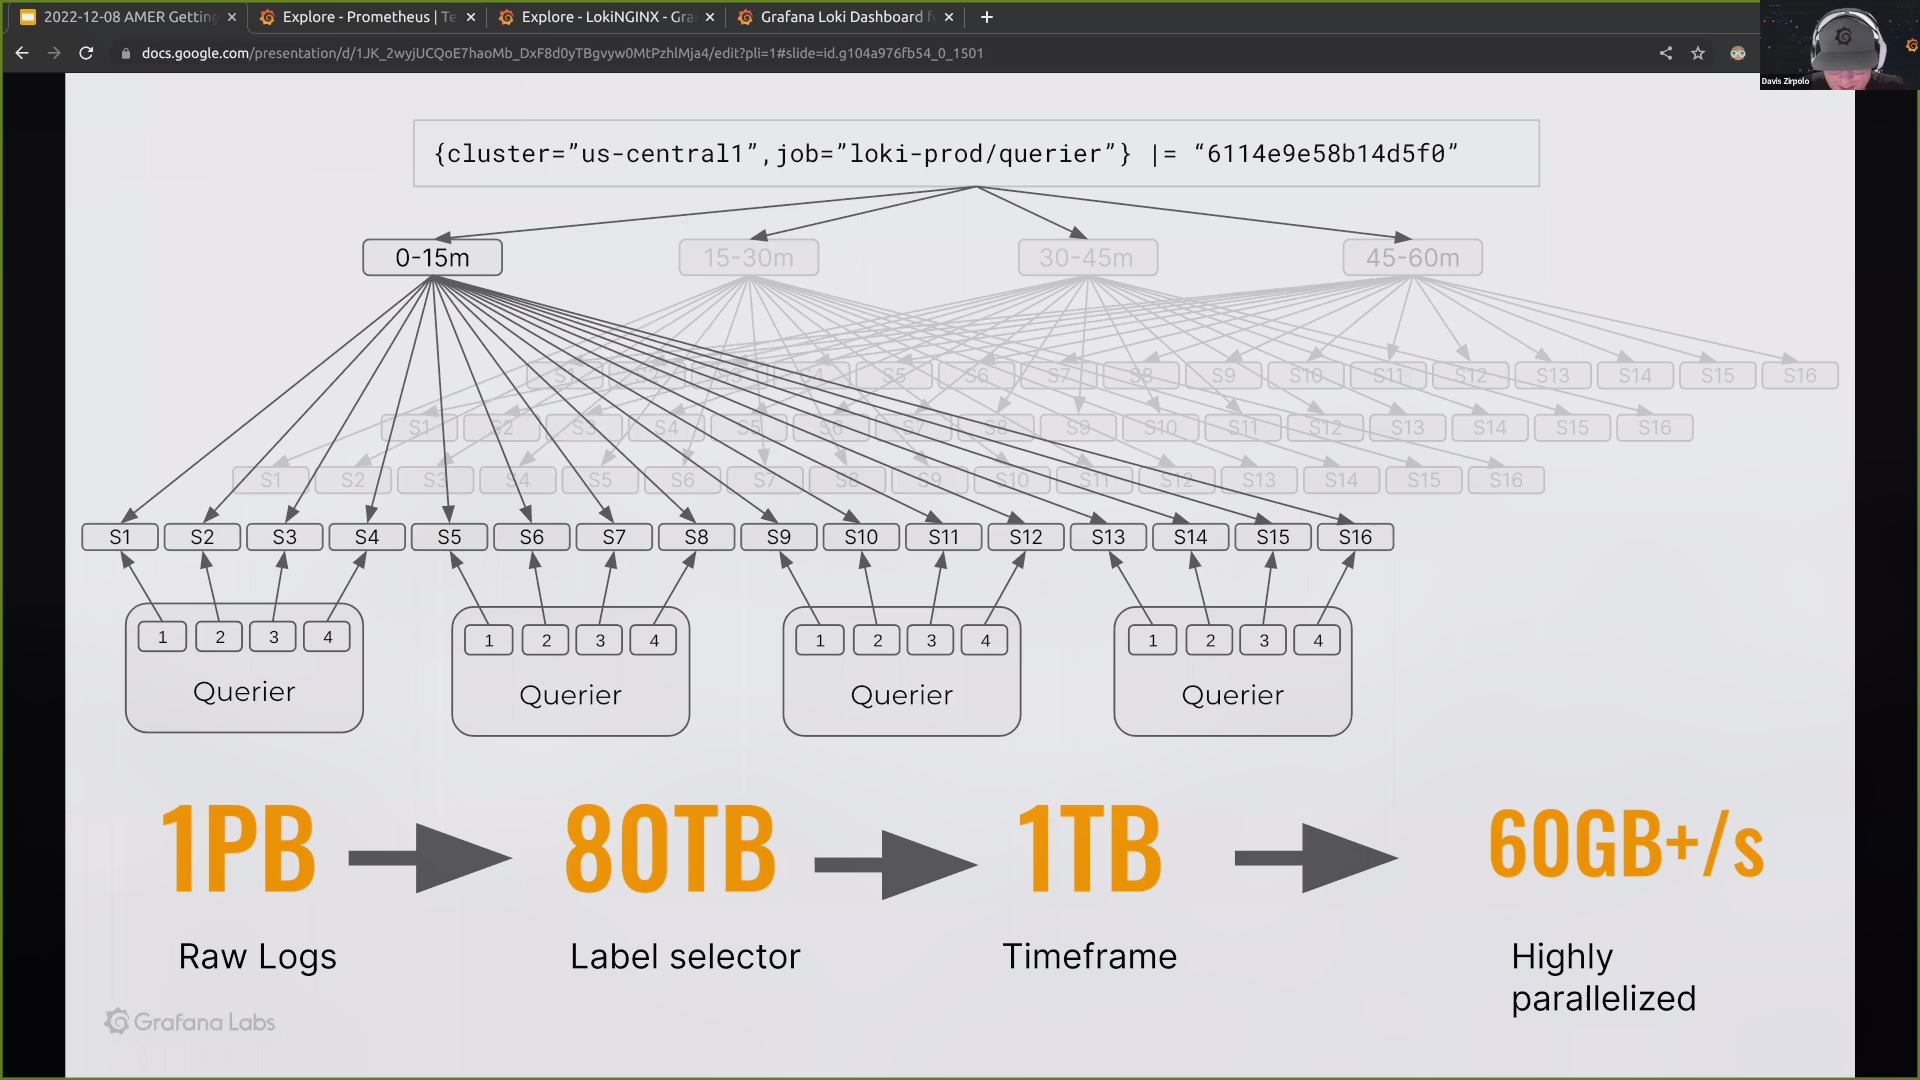 2022-12-08 AMER Getting
Explore - Prometheus | Te
Explore - LokiNGINX - Gra
Grafana Loki Dashboard f
docs.google.com/presentation/d/1JK_2wyjUCQoE7haoMb_DxF8d0yTBgvyw0MtPzhlMja4/edit?pli=1#slide=id.g104a976fb54_0_1501
Davis Zirpolo
{cluster=”us-central1”,job=”loki-prod/querier”} |= “6114e9e58b14d5f0”
0-15m 15-30m 30-45m 45-60m
S1 S2 S3 S4 S5 S6 S7 S8 S9 S10 S11 S12 S13 S14 S15 S16
S1 S2 S3 S4 S5 S6 S7 S8 S9 S10 S11 S12 S13 S14 S15 S16
S1 S2 S3 S4 S5 S6 S7 S8 S9 S10 S11 S12 S13 S14 S15 S16
S1 S2 S3 S4 S5 S6 S7 S8 S9 S10 S11 S12 S13 S14 S15 S16
1 2 3 4 1 2 3 4 1 2 3 4 1 2 3 4
Querier Querier Querier Querier
1PB 80TB 1TB 60GB+/s
Raw Logs Label selector Timeframe Highly
parallelized
Grafana Labs